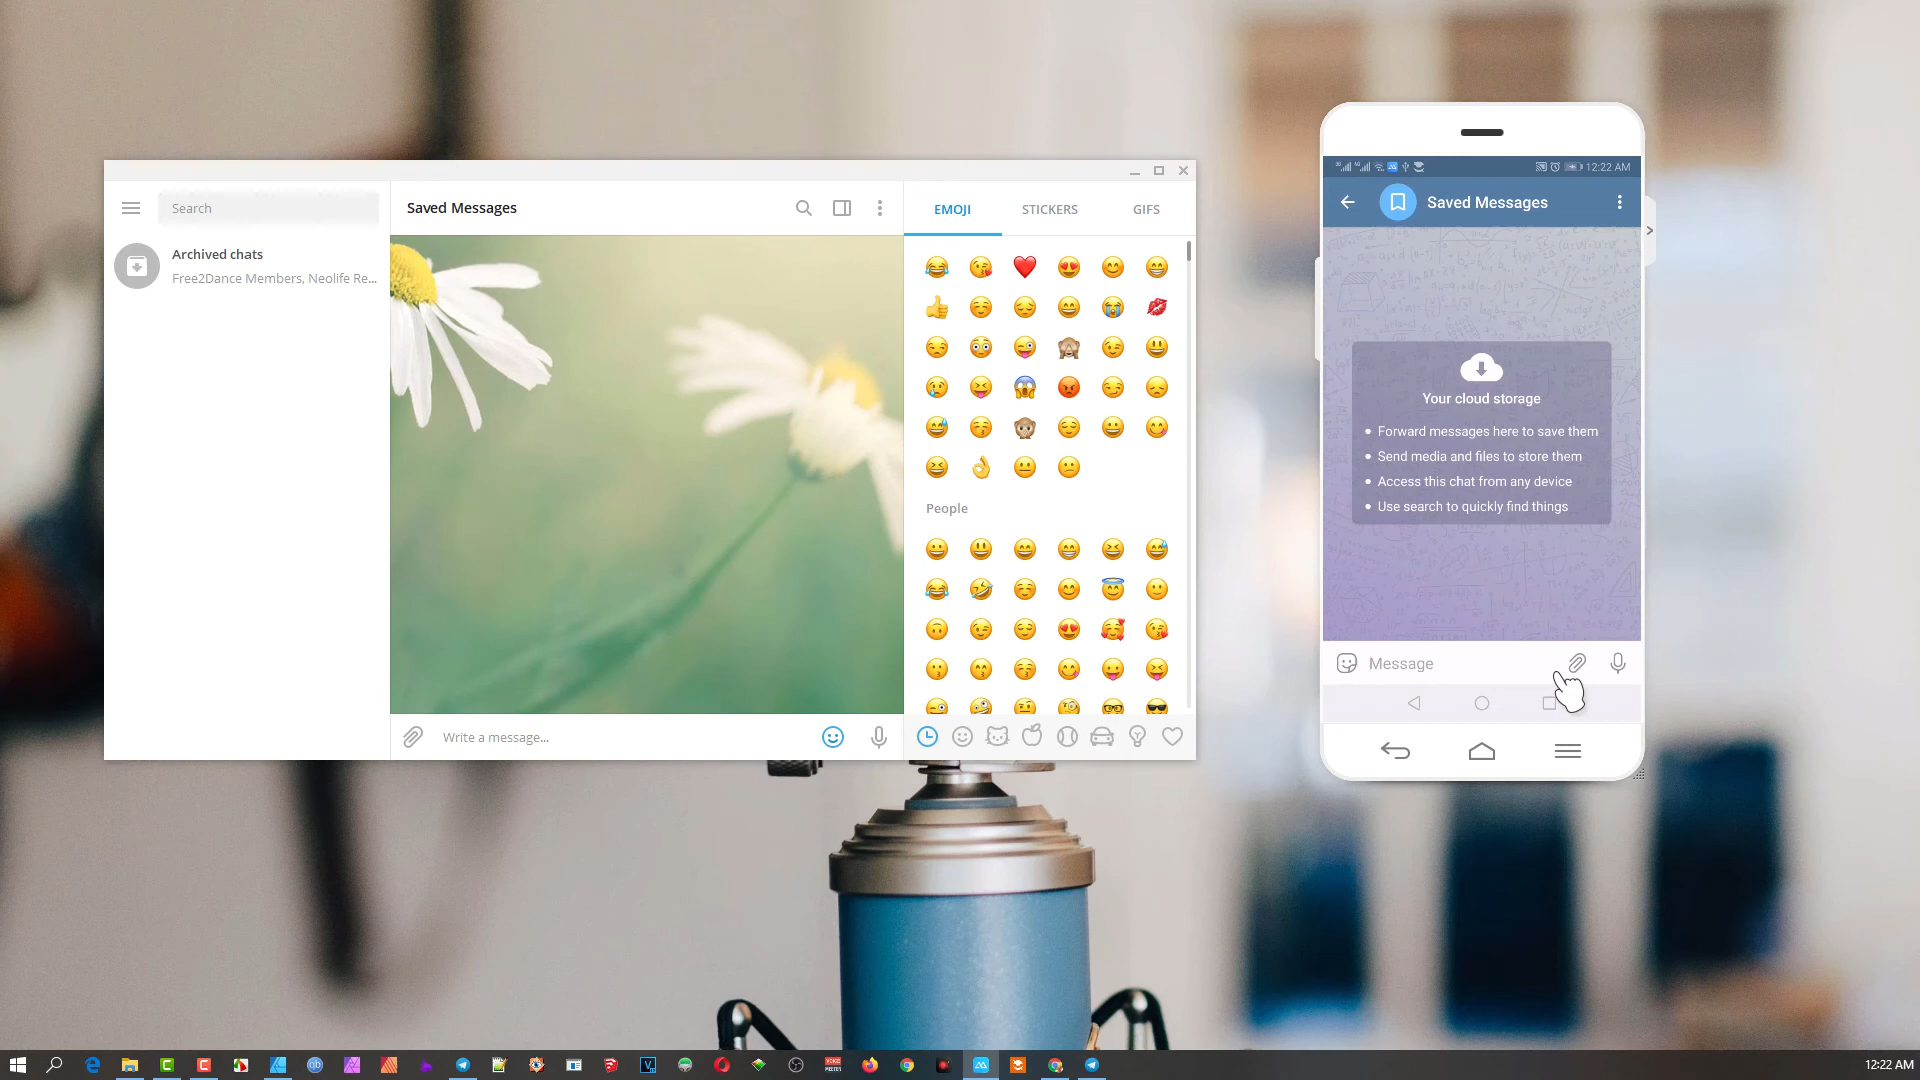 Search
Archived chats
Free2Dance Members, Neolife Re...
Saved Messages
Write a message...
EMOJI
STICKERS
GIFS
People
12:22 AM
Saved Messages
Your cloud storage
• Forward messages here to save them
• Send media and files to store them
• Access this chat from any device
• Use search to quickly find things
Message
12:22 AM